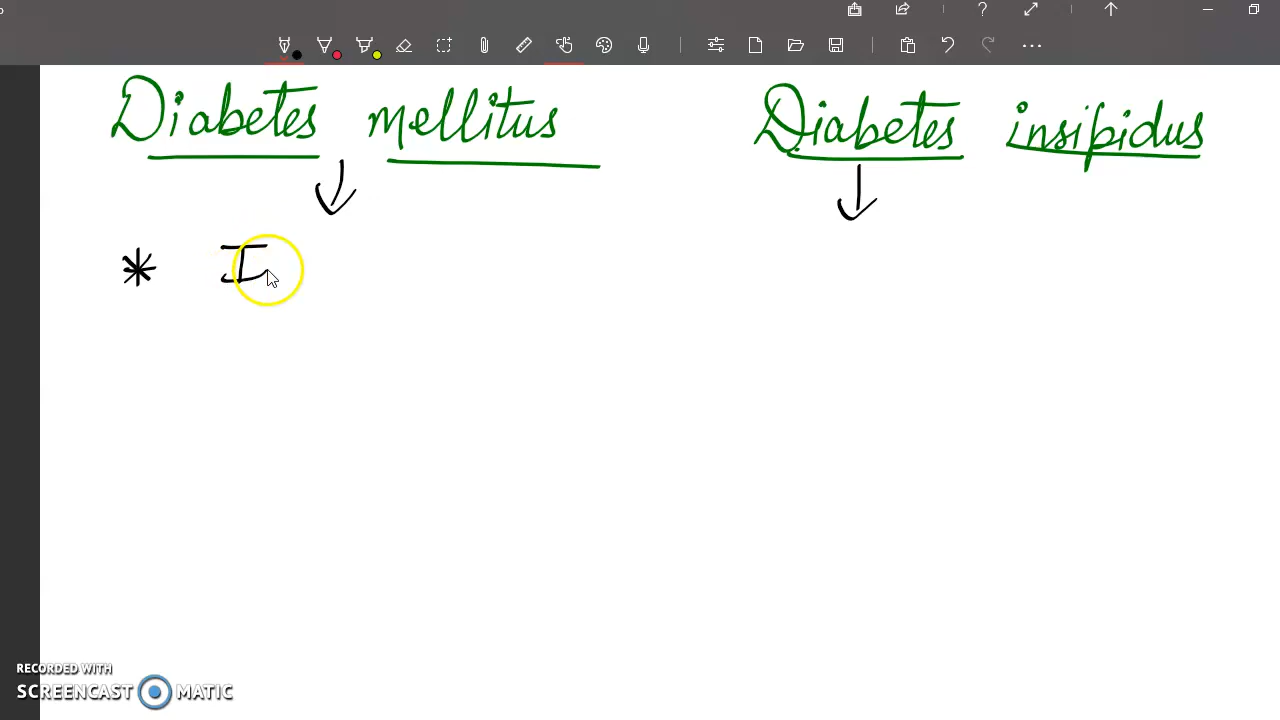 Diabetes mellitus Diabetes insipidus
* I
RECORDED WITH
SCREENCAST MATIC